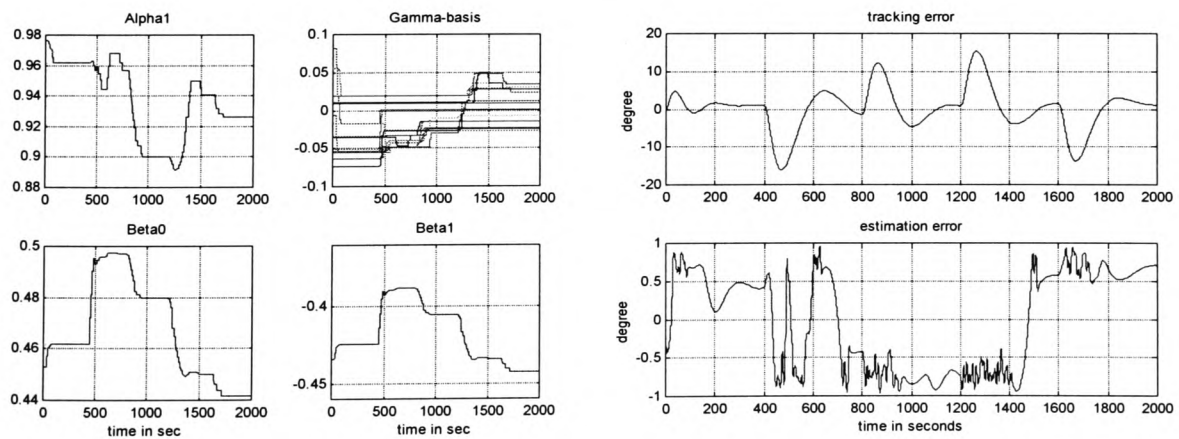 Alpha1
0.98
0.96
0.94
0.92
0.9
0.88
0 500 1000 1500 2000
Gamma-basis
0.1
0.05
0
-0.05
-0.1
0 500 1000 1500 2000
Beta0
0.5
0.48
0.46
0.44
0 500 1000 1500 2000
time in sec
Beta1
-0.4
-0.45
0 500 1000 1500 2000
time in sec
tracking error
degree
20
10
0
-10
-20
0 200 400 600 800 1000 1200 1400 1600 1800 2000
estimation error
degree
1
0.5
0
-0.5
-1
0 200 400 600 800 1000 1200 1400 1600 1800 2000
time in seconds